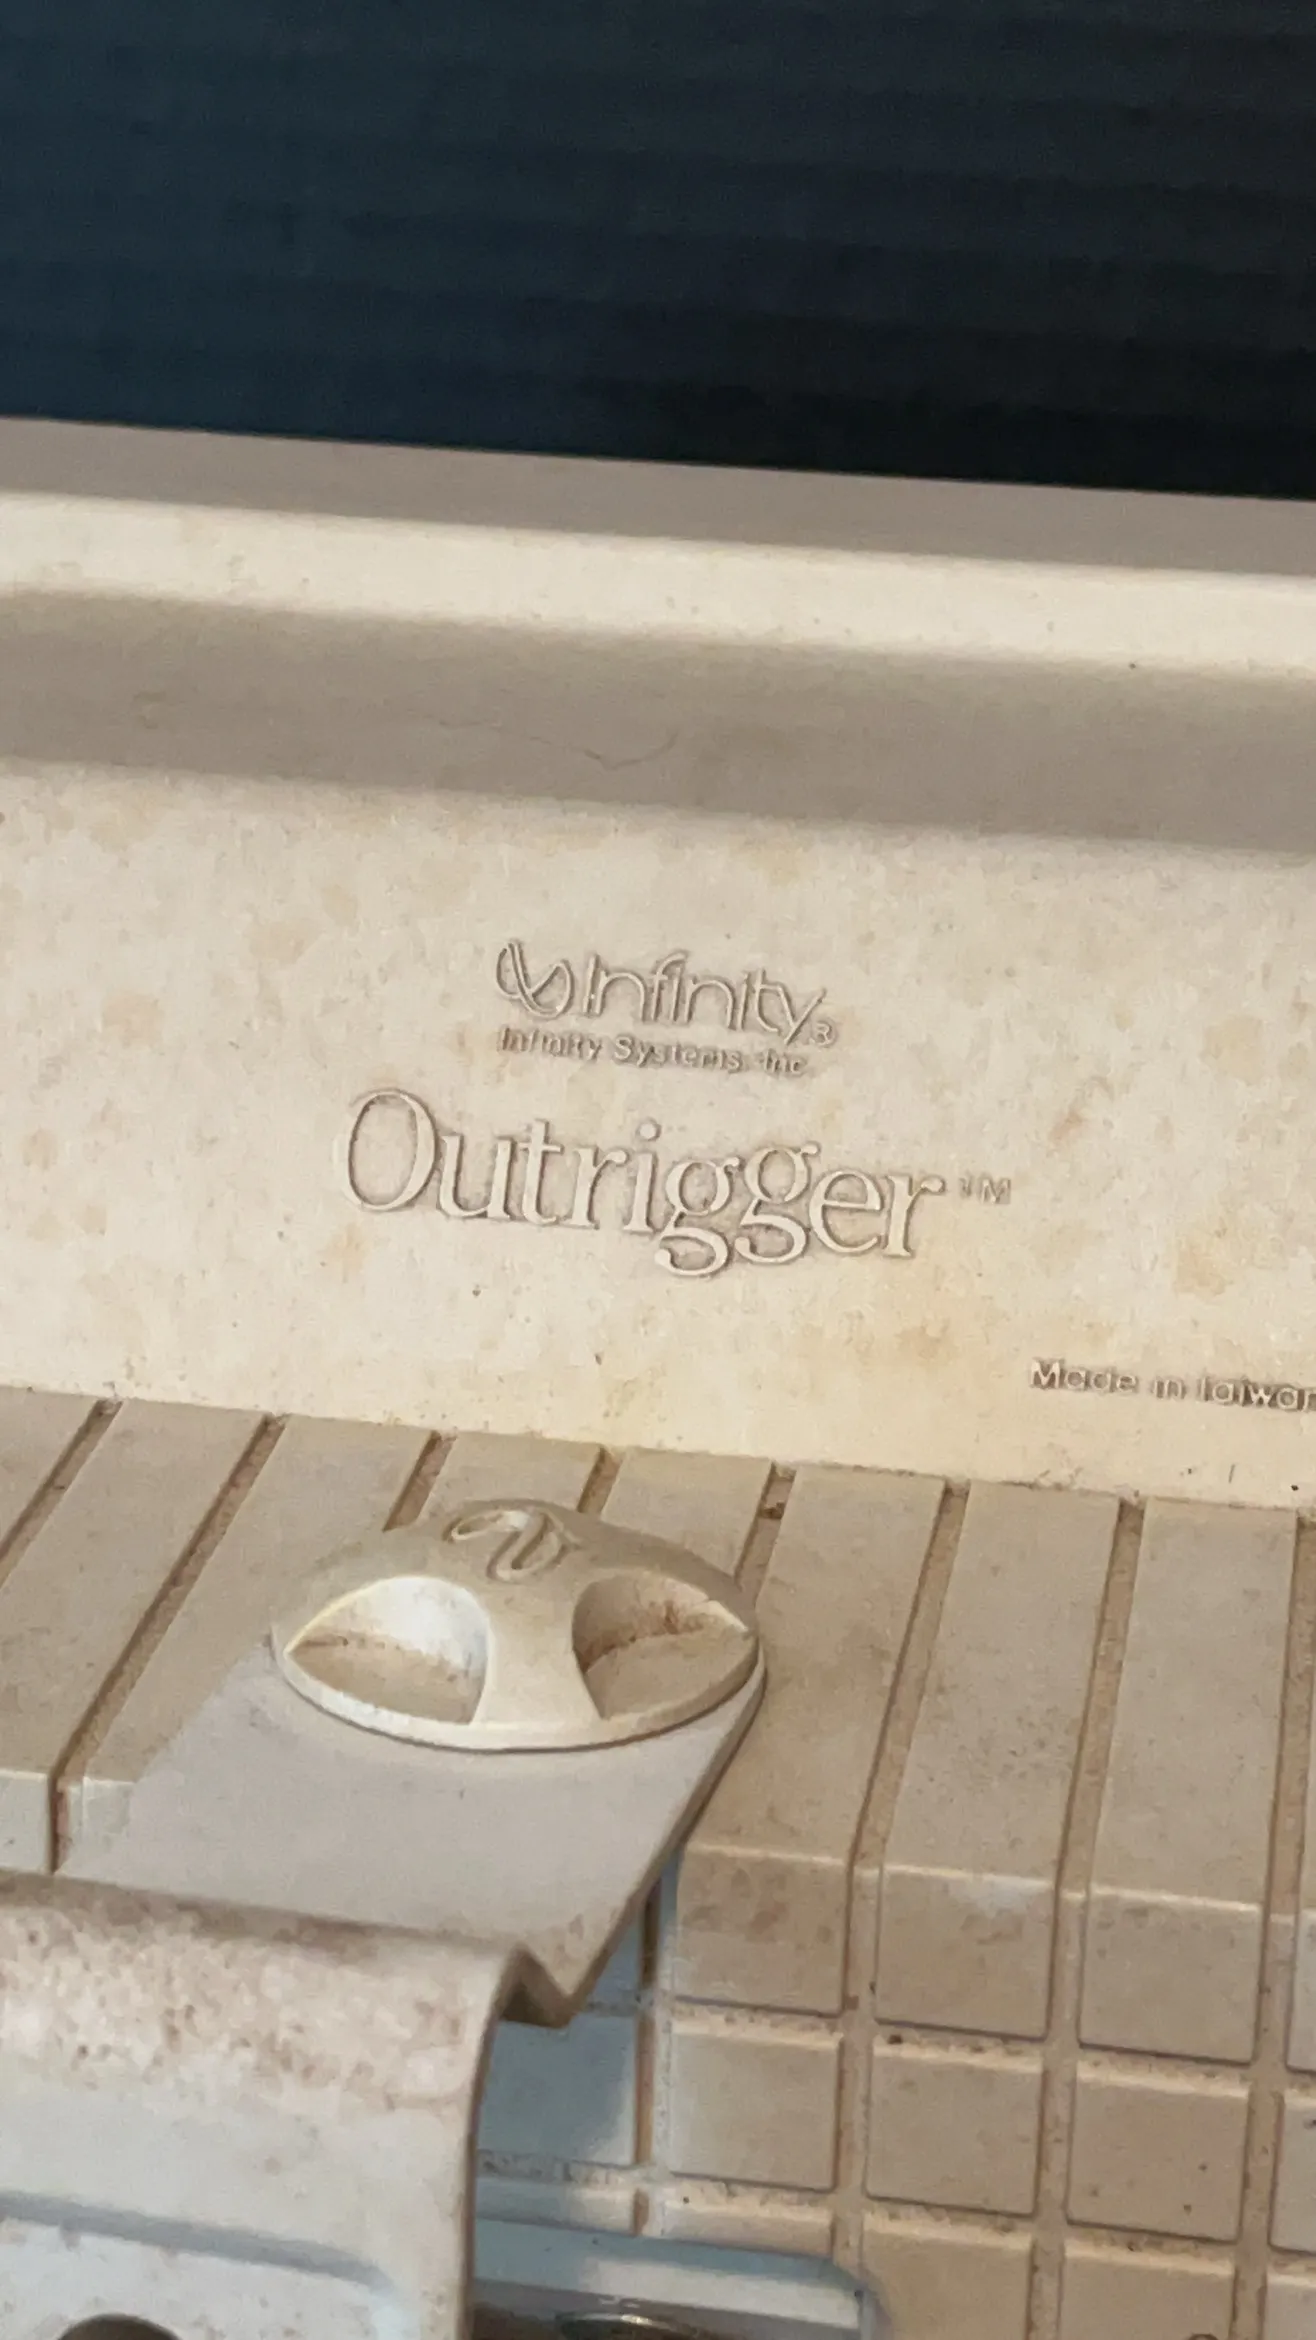 Infinity®
Infinity Systems, Inc.
Outrigger™
Made in Taiwan